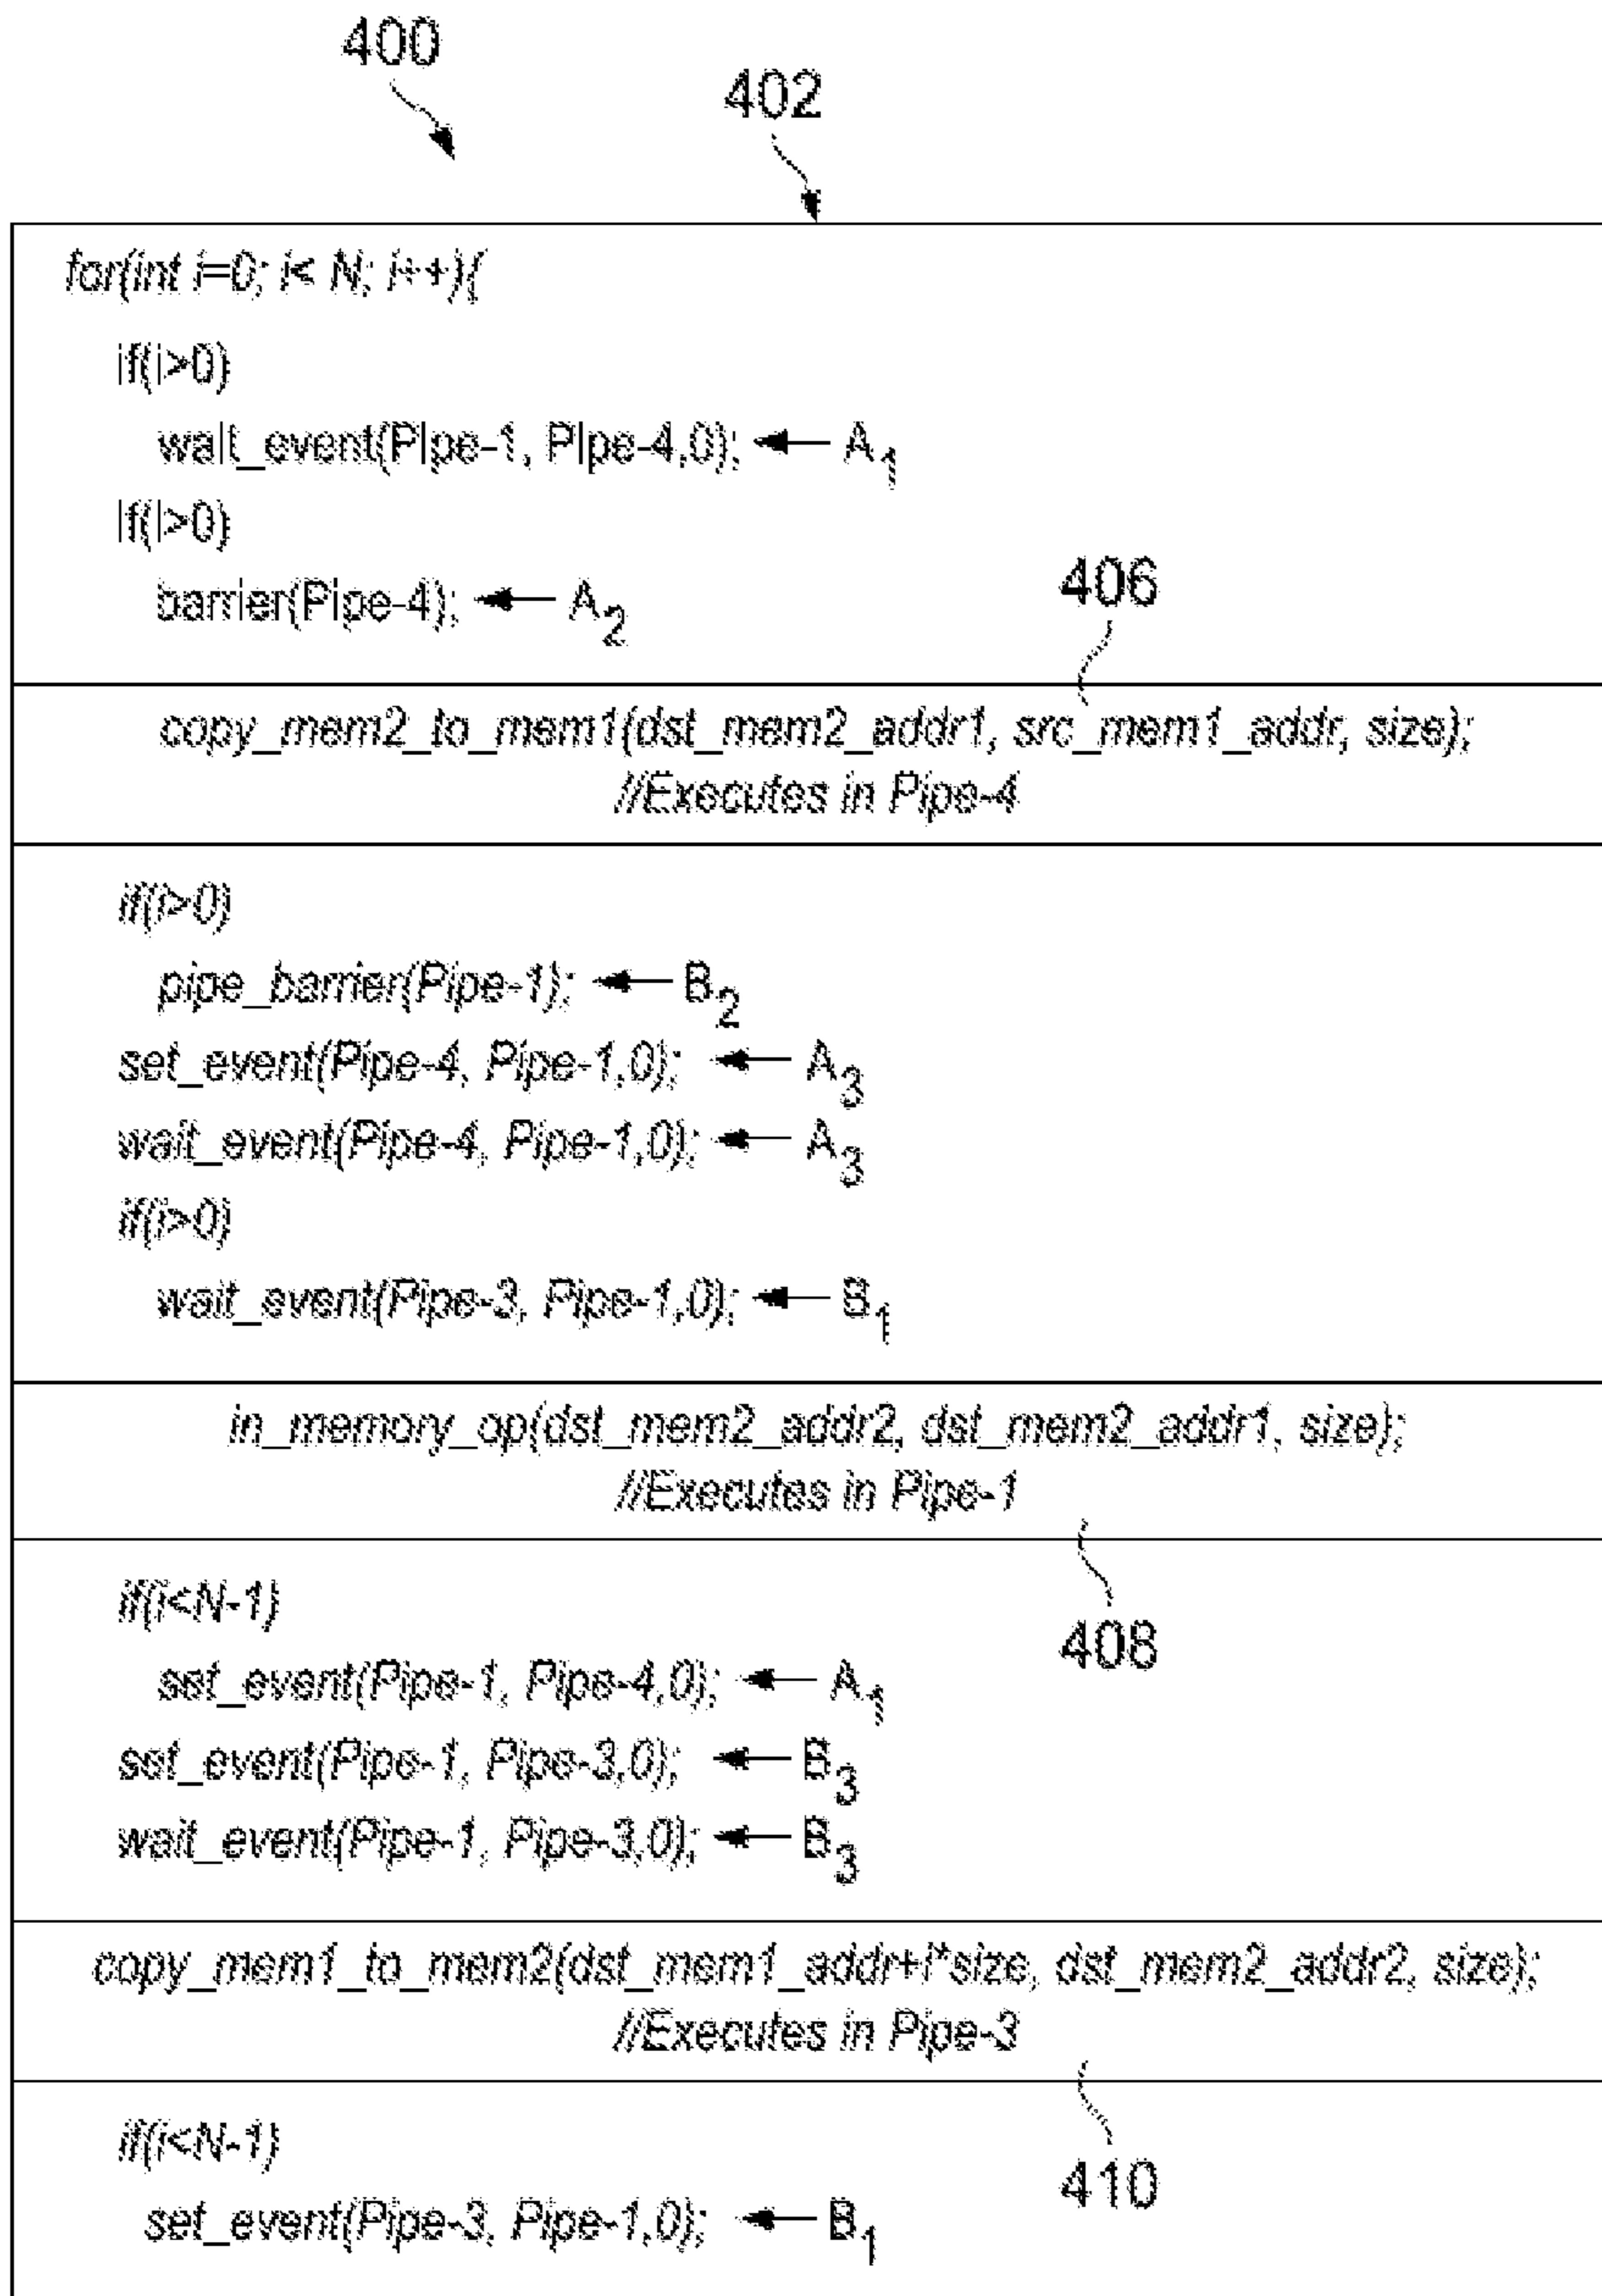 400
402
for(int i=0; i< N; i++){
if(i>0)
wait_event(Pipe-1, Pipe-4,0); A1
if(i>0)
barrier(Pipe-4); A2
406
copy_mem2_to_mem1(dst_mem2_addr1, src_mem1_addr, size);
//Executes in Pipe-4
if(i>0)
pipe_barrier(Pipe-1); B2
set_event(Pipe-4, Pipe-1,0); A3
wait_event(Pipe-4, Pipe-1,0); A3
if(i>0)
wait_event(Pipe-3, Pipe-1,0); B1
in_memory_op(dst_mem2_addr2, dst_mem2_addr1, size);
//Executes in Pipe-1
if(i<N-1)
408
set_event(Pipe-1, Pipe-4,0); A1
set_event(Pipe-1, Pipe-3,0); B3
wait_event(Pipe-1, Pipe-3,0); B3
copy_mem1_to_mem2(dst_mem1_addr+i*size, dst_mem2_addr2, size);
//Executes in Pipe-3
if(i<N-1)
410
set_event(Pipe-3, Pipe-1,0); B1